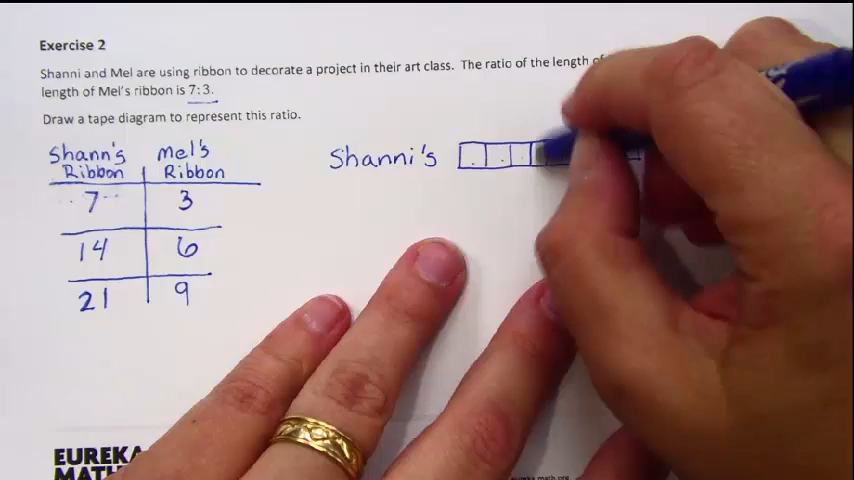 Exercise 2
Shanni and Mel are using ribbon to decorate a project in their art class. The ratio of the length of
length of Mel's ribbon is 7:3.
Draw a tape diagram to represent this ratio.
Shann's Mel's
Ribbon Ribbon
7 3
14 6
21 9
Shanni's
EUREKA
MATH